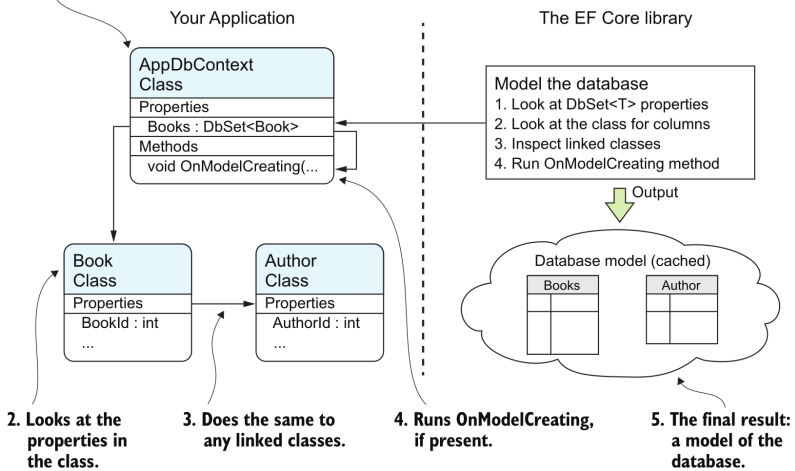 Your Application
The EF Core library
AppDbContext
Class
Properties
Books : DbSet<Book>
Methods
void OnModelCreating(...
Model the database
1. Look at DbSet<T> properties
2. Look at the class for columns
3. Inspect linked classes
4. Run OnModelCreating method
Output
Book
Class
Properties
BookId : int
...
Author
Class
Properties
AuthorId : int
...
Database model (cached)
Books
Author
2. Looks at the
properties in
the class.
3. Does the same to
any linked classes.
4. Runs OnModelCreating,
if present.
5. The final result:
a model of the
database.